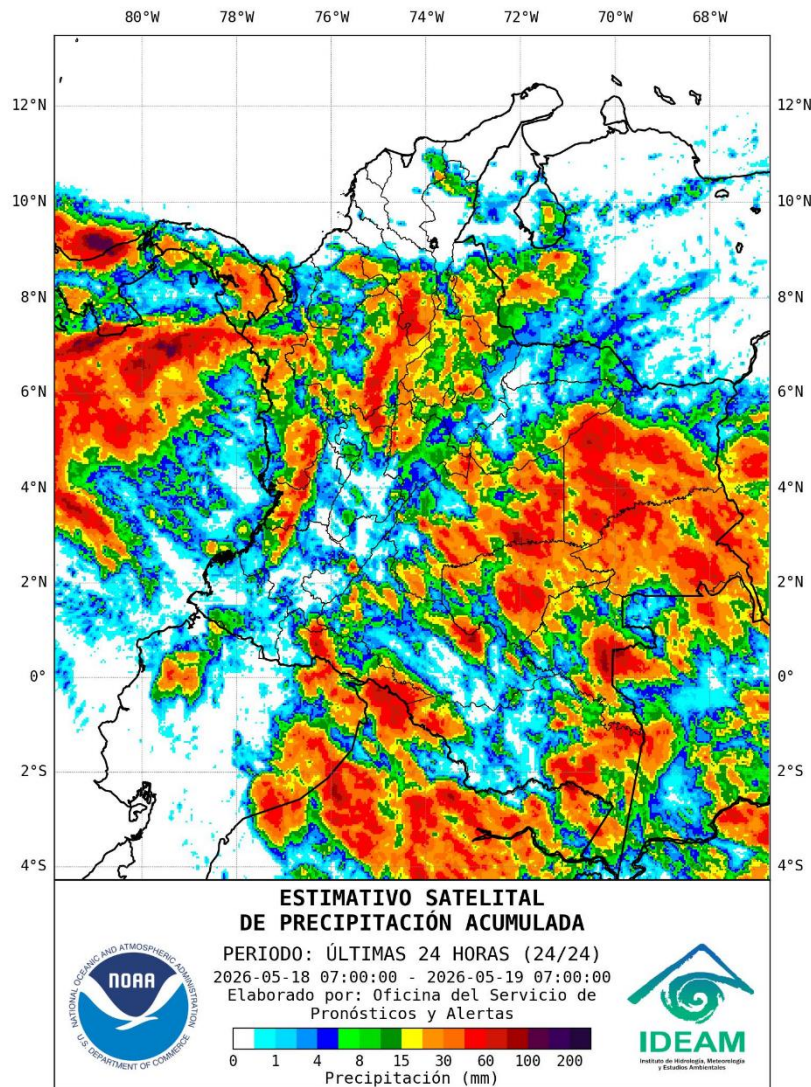 80°W 78°W 76°W 74°W 72°W 70°W 68°W
12°N 12°N
10°N 10°N
8°N 8°N
6°N 6°N
4°N 4°N
2°N 2°N
0° 0°
2°S 2°S
4°S 4°S
ESTIMATIVO SATELITAL
DE PRECIPITACIÓN ACUMULADA
PERIODO: ÚLTIMAS 24 HORAS (24/24)
2026-05-18 07:00:00 - 2026-05-19 07:00:00
Elaborado por: Oficina del Servicio de
Pronósticos y Alertas
0 1 4 8 15 30 60 100 200
Precipitación (mm)
NATIONAL OCEANIC AND ATMOSPHERIC ADMINISTRATION
NOAA
U.S. DEPARTMENT OF COMMERCE
IDEAM
Instituto de Hidrología, Meteorología
y Estudios Ambientales